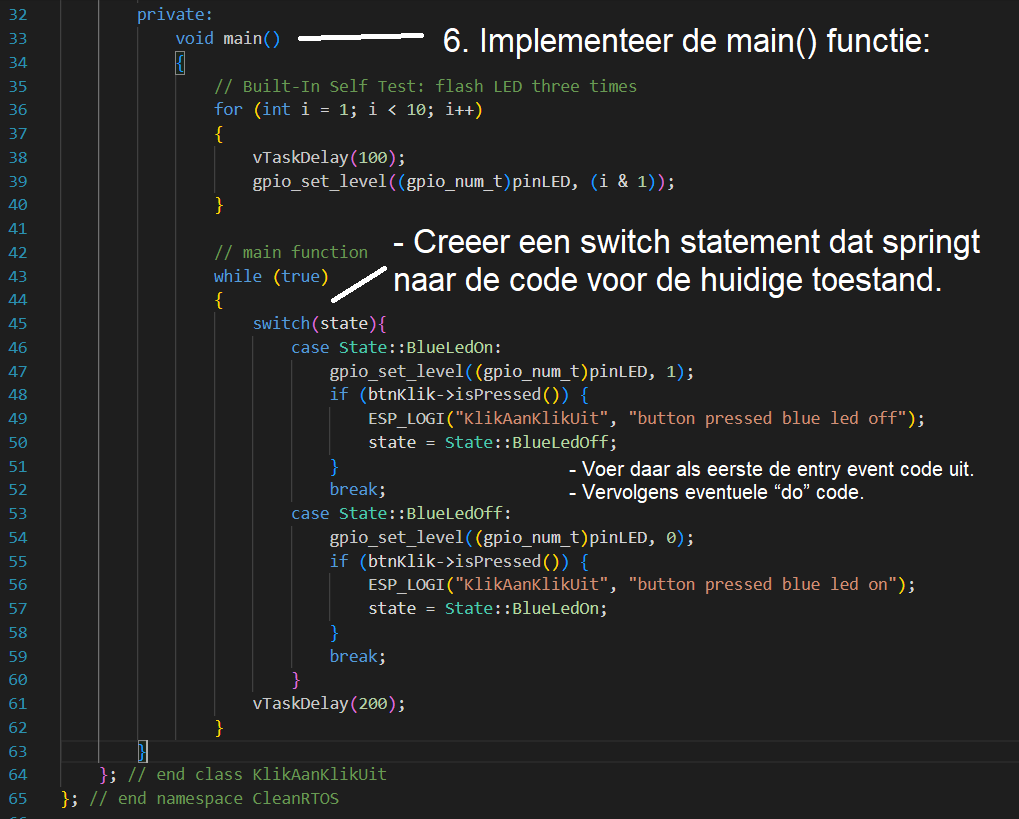 32 private:
33 void main()
6. Implementeer de main() functie:
34 {
35 // Built-In Self Test: flash LED three times
36 for (int i = 1; i < 10; i++)
37 {
38 vTaskDelay(100);
39 gpio_set_level((gpio_num_t)pinLED, (i & 1));
40 }
41
- Creeer een switch statement dat springt
naar de code voor de huidige toestand.
42 // main function
43 while (true)
44 {
45 switch(state){
46 case State::BlueLedOn:
47 gpio_set_level((gpio_num_t)pinLED, 1);
48 if (btnKlik->isPressed()) {
49 ESP_LOGI("KlikAanKlikUit", "button pressed blue led off");
50 state = State::BlueLedOff;
51 }
- Voer daar als eerste de entry event code uit.
52 break;
- Vervolgens eventuele “do” code.
53 case State::BlueLedOff:
54 gpio_set_level((gpio_num_t)pinLED, 0);
55 if (btnKlik->isPressed()) {
56 ESP_LOGI("KlikAanKlikUit", "button pressed blue led on");
57 state = State::BlueLedOn;
58 }
59 break;
60 }
61 vTaskDelay(200);
62 }
63 }
64 }; // end class KlikAanKlikUit
65 }; // end namespace CleanRTOS